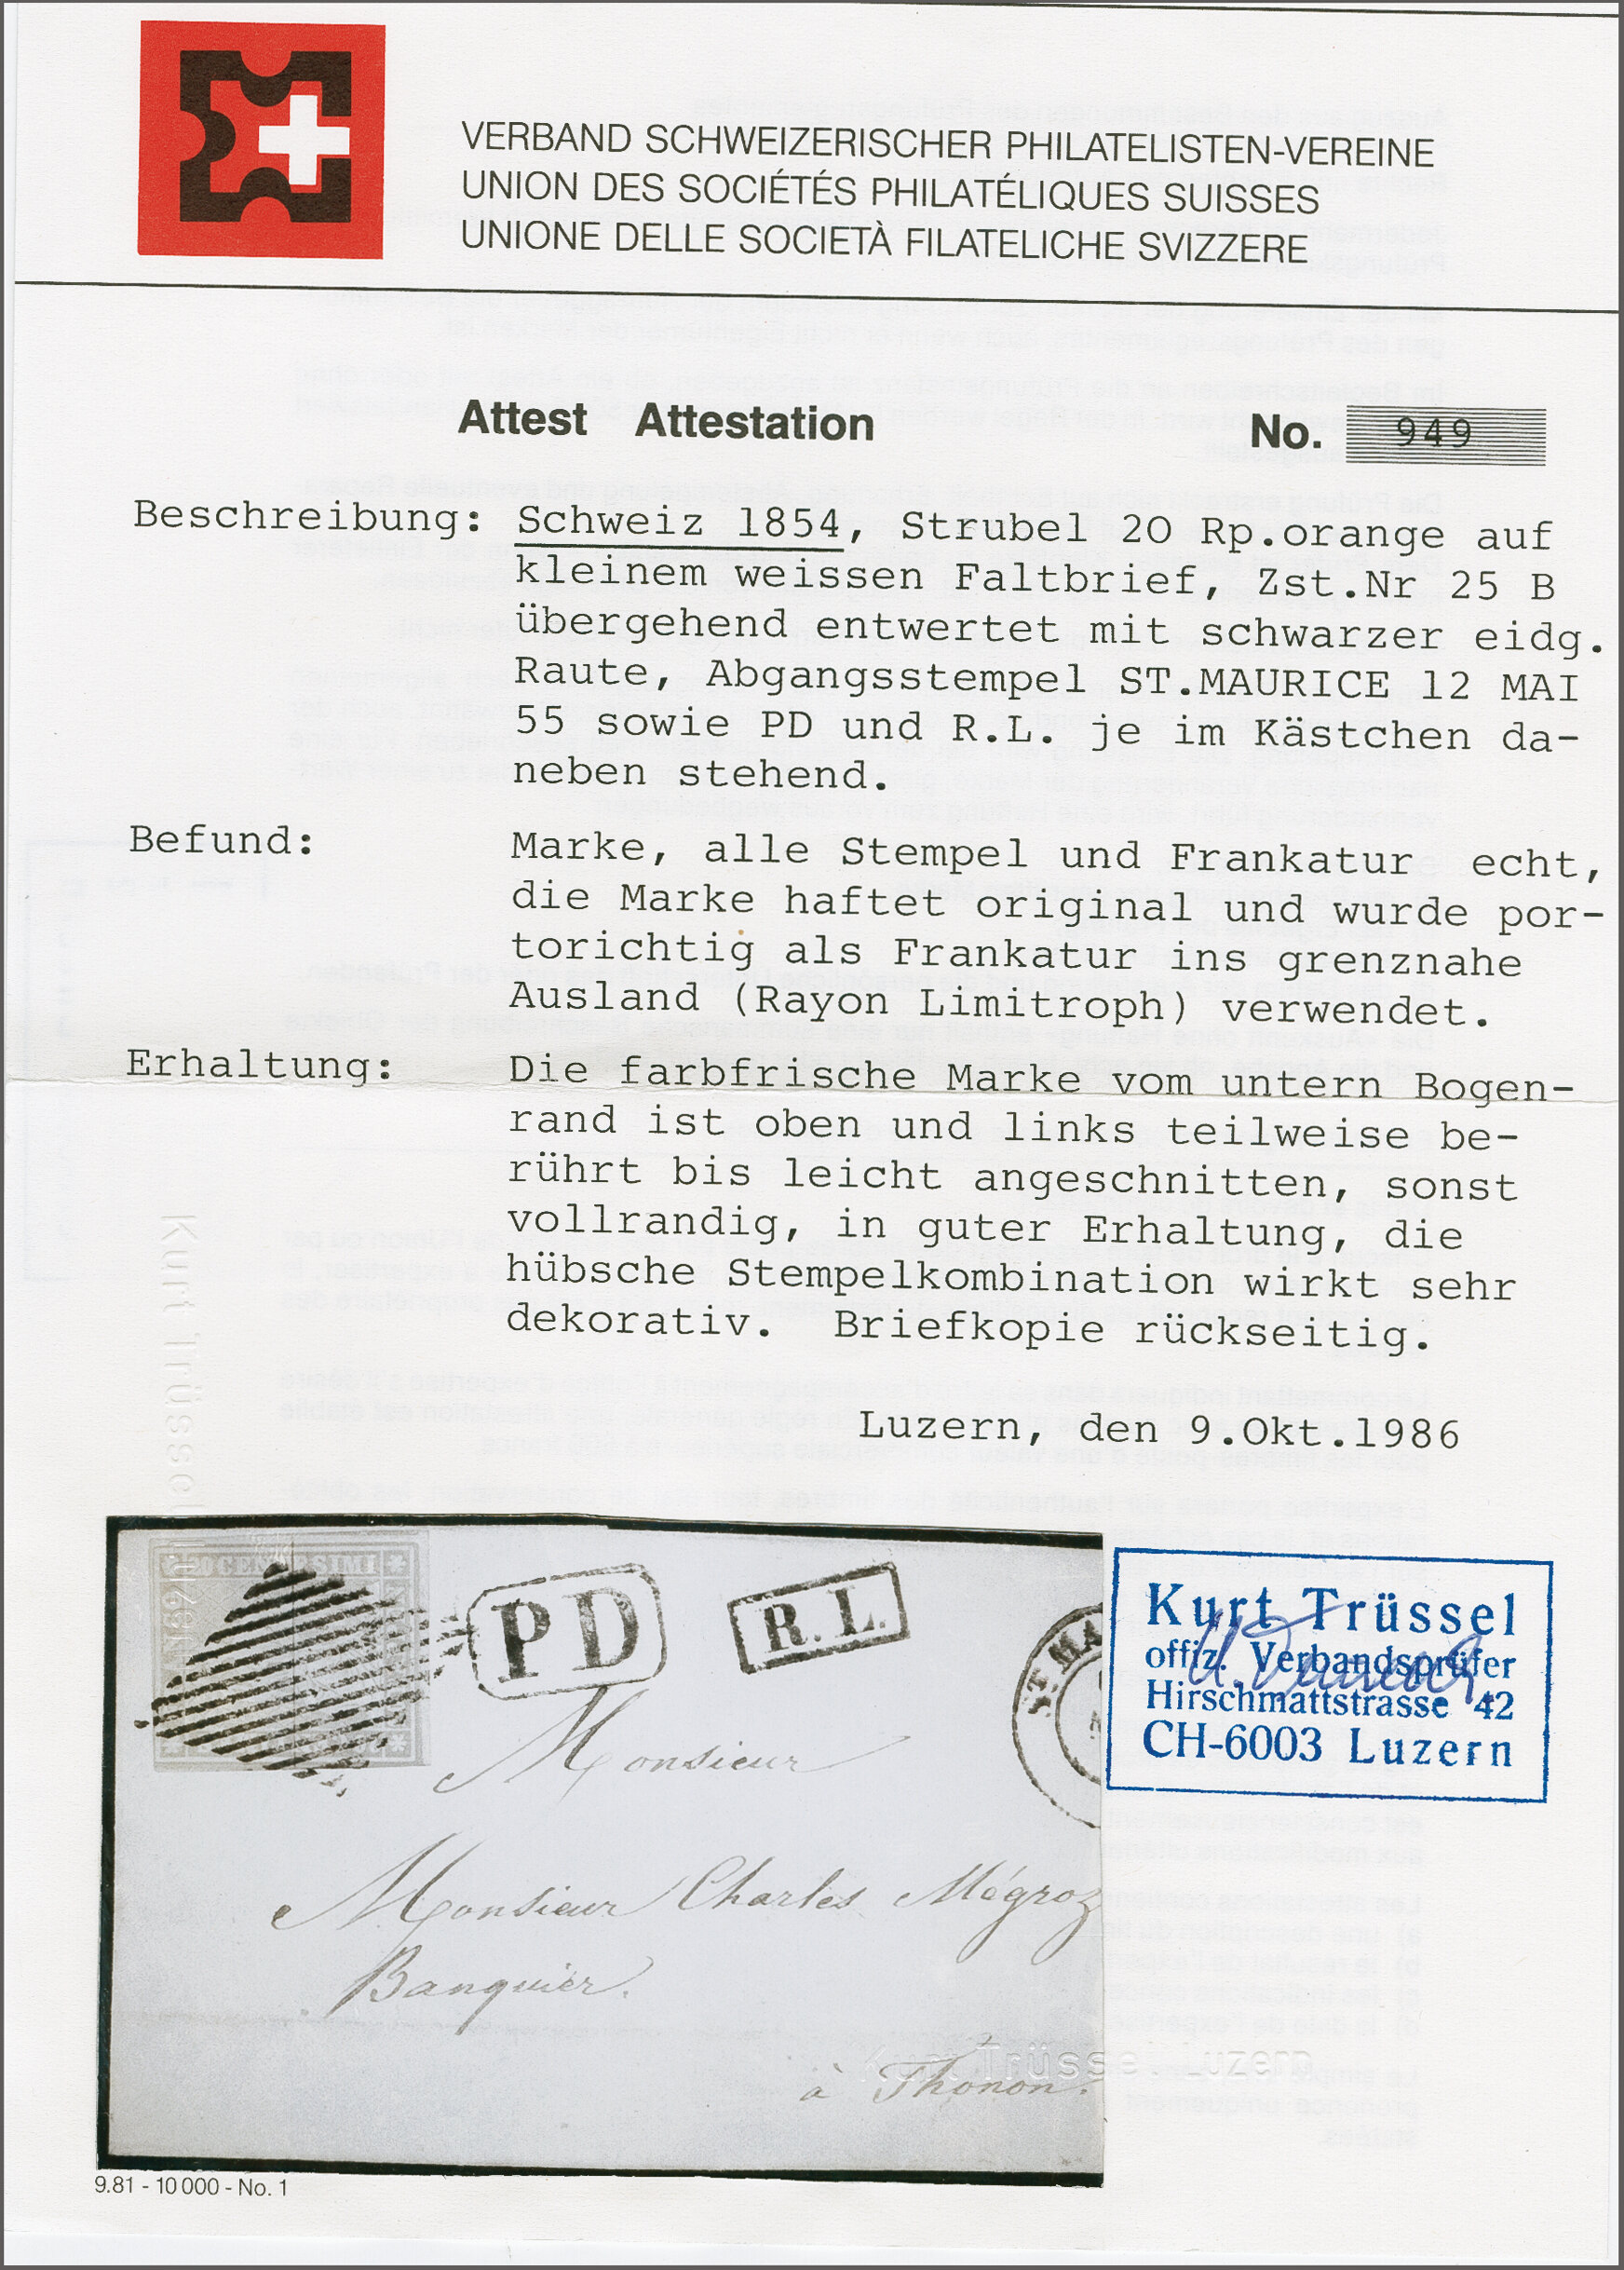 VERBAND SCHWEIZERISCHER PHILATELISTEN-VEREINE
UNION DES SOCIÉTÉS PHILATÉLIQUES SUISSES
UNIONE DELLE SOCIETÀ FILATELICHE SVIZZERE
Attest Attestation No. 949
Beschreibung: Schweiz 1854, Strubel 20 Rp.orange auf
kleinem weissen Faltbrief, Zst.Nr 25 B
übergehend entwertet mit schwarzer eidg.
Raute, Abgangsstempel ST.MAURICE 12 MAI
55 sowie PD und R.L. je im Kästchen da-
neben stehend.
Befund: Marke, alle Stempel und Frankatur echt,
die Marke haftet original und wurde por-
torichtig als Frankatur ins grenznahe
Ausland (Rayon Limitroph) verwendet.
Erhaltung: Die farbfrische Marke vom untern Bogen-
rand ist oben und links teilweise be-
rührt bis leicht angeschnitten, sonst
vollrandig, in guter Erhaltung, die
hübsche Stempelkombination wirkt sehr
dekorativ. Briefkopie rückseitig.
Luzern, den 9.Okt.1986
Kurt Trüssel
PD
R.L.
ST MA
Monsieur
Monsieur Charles Mégroz
Banquier.
à Thonon.
Kurt Trüssel Luzern
Kurt Trüssel
offiz. Verbandsprüfer
Hirschmattstrasse 42
CH-6003 Luzern
9.81 - 10 000 - No. 1